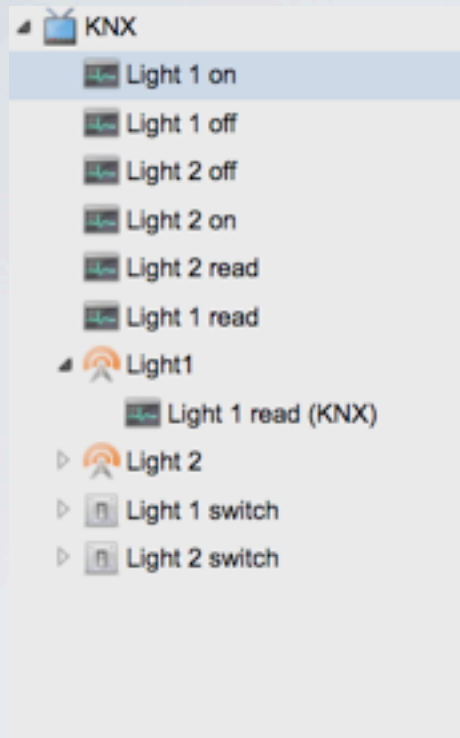 KNX
Light 1 on
Light 1 off
Light 2 off
Light 2 on
Light 2 read
Light 1 read
Light1
Light 1 read (KNX)
Light 2
Light 1 switch
Light 2 switch